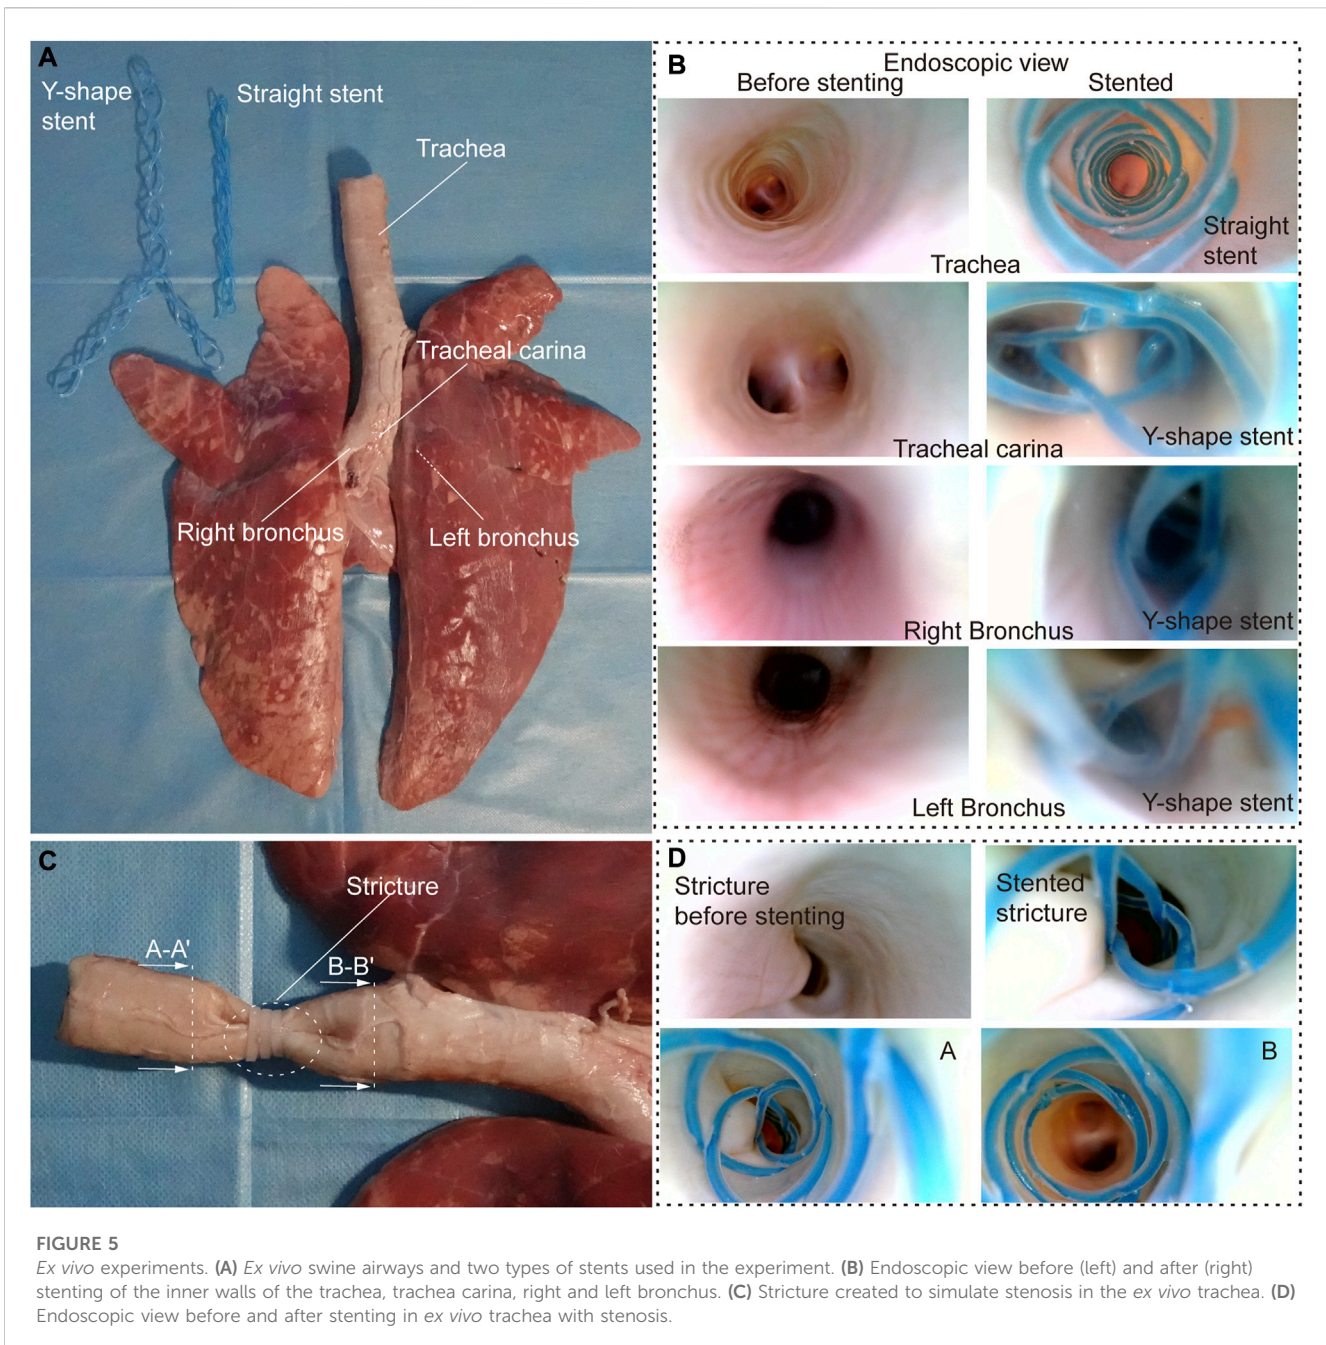 A
Y-shape
stent
Straight stent
Trachea
Tracheal carina
Right bronchus
Left bronchus
B
Endoscopic view
Before stenting
Stented
Straight
stent
Trachea
Y-shape stent
Tracheal carina
Y-shape stent
Right Bronchus
Y-shape stent
Left Bronchus
C
Stricture
A-A'
B-B'
D
Stricture
before stenting
Stented
stricture
A
B
FIGURE 5
Ex vivo experiments. (A) Ex vivo swine airways and two types of stents used in the experiment. (B) Endoscopic view before (left) and after (right)
stenting of the inner walls of the trachea, trachea carina, right and left bronchus. (C) Stricture created to simulate stenosis in the ex vivo trachea. (D)
Endoscopic view before and after stenting in ex vivo trachea with stenosis.